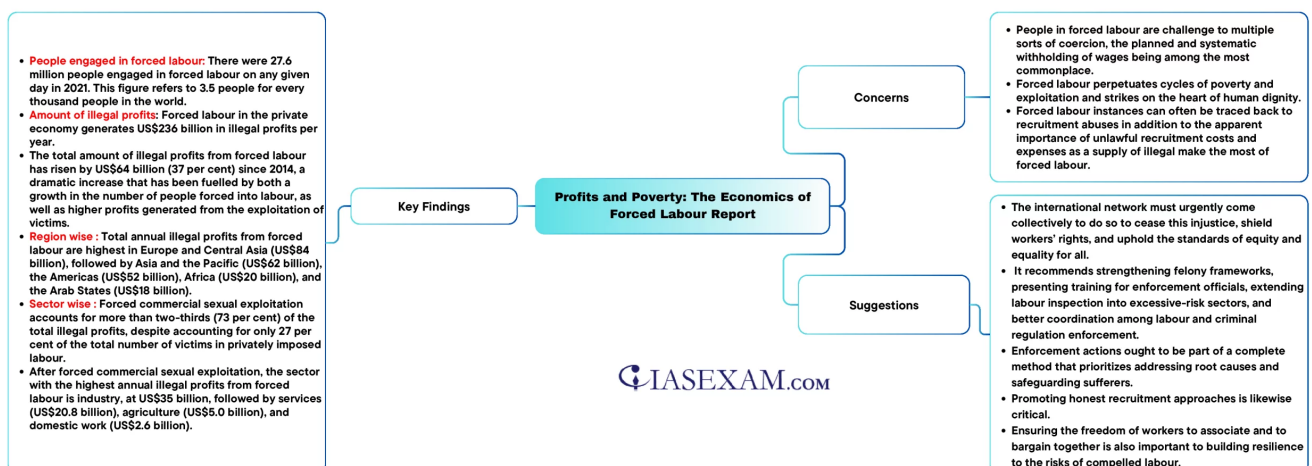 • People engaged in forced labour: There were 27.6
million people engaged in forced labour on any given
day in 2021. This figure refers to 3.5 people for every
thousand people in the world.
• Amount of illegal profits: Forced labour in the private
economy generates US$236 billion in illegal profits per
year.
• The total amount of illegal profits from forced labour
has risen by US$64 billion (37 per cent) since 2014, a
dramatic increase that has been fuelled by both a
growth in the number of people forced into labour, as
well as higher profits generated from the exploitation of
victims.
• Region wise : Total annual illegal profits from forced
labour are highest in Europe and Central Asia (US$84
billion), followed by Asia and the Pacific (US$62 billion),
the Americas (US$52 billion), Africa (US$20 billion), and
the Arab States (US$18 billion).
• Sector wise : Forced commercial sexual exploitation
accounts for more than two-thirds (73 per cent) of the
total illegal profits, despite accounting for only 27 per
cent of the total number of victims in privately imposed
labour.
• After forced commercial sexual exploitation, the sector
with the highest annual illegal profits from forced
labour is industry, at US$35 billion, followed by services
(US$20.8 billion), agriculture (US$5.0 billion), and
domestic work (US$2.6 billion).
Key Findings
Profits and Poverty: The Economics of
Forced Labour Report
Concerns
• People in forced labour are challenge to multiple
sorts of coercion, the planned and systematic
withholding of wages being among the most
commonplace.
• Forced labour perpetuates cycles of poverty and
exploitation and strikes on the heart of human dignity.
• Forced labour instances can often be traced back to
recruitment abuses in addition to the apparent
importance of unlawful recruitment costs and
expenses as a supply of illegal make the most of
forced labour.
Suggestions
• The international network must urgently come
collectively to do so to cease this injustice, shield
workers' rights, and uphold the standards of equity and
equality for all.
• It recommends strengthening felony frameworks,
presenting training for enforcement officials, extending
labour inspection into excessive-risk sectors, and
better coordination among labour and criminal
regulation enforcement.
• Enforcement actions ought to be part of a complete
method that prioritizes addressing root causes and
safeguarding sufferers.
• Promoting honest recruitment approaches is likewise
critical.
• Ensuring the freedom of workers to associate and to
bargain together is also important to building resilience
to the risks of compelled labour.
IASEXAM.COM